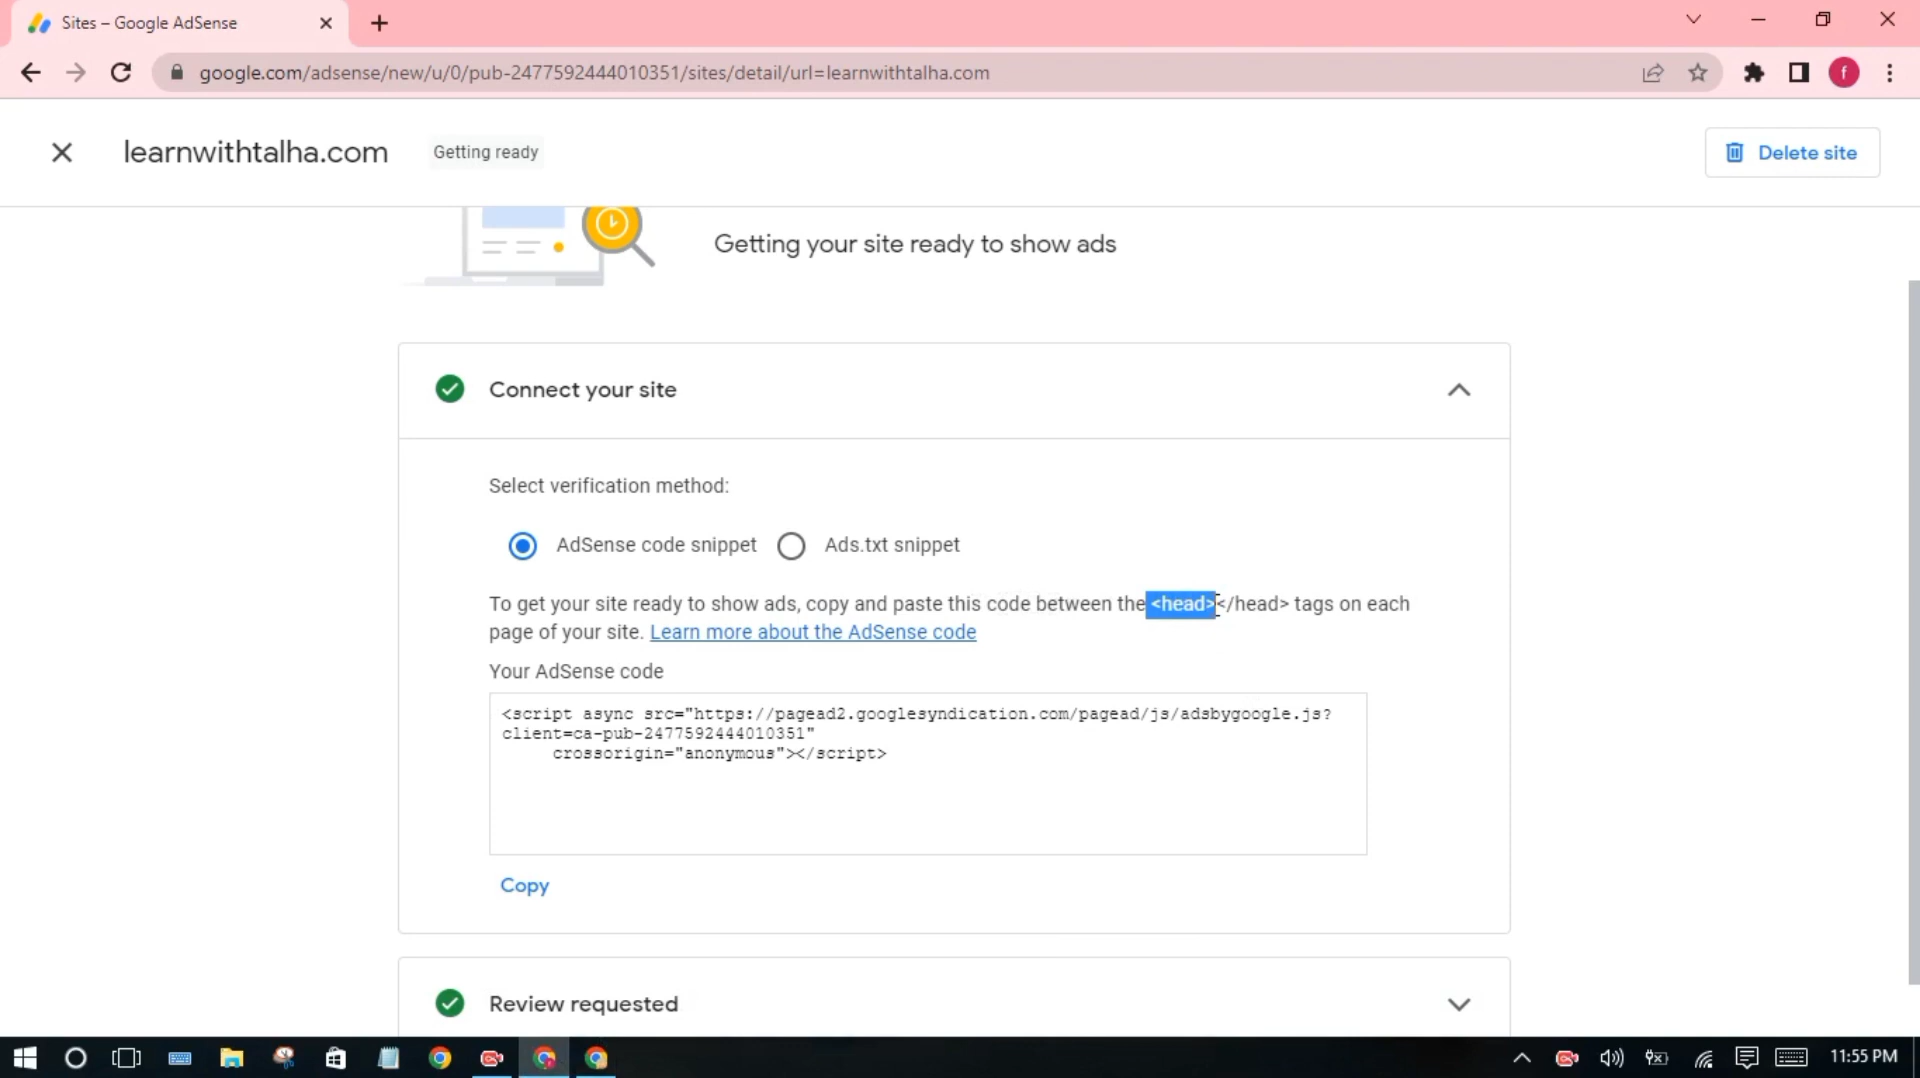 Sites – Google AdSense
google.com/adsense/new/u/0/pub-2477592444010351/sites/detail/url=learnwithtalha.com
f
learnwithtalha.com
Getting ready
Delete site
Getting your site ready to show ads
Connect your site
Select verification method:
AdSense code snippet
Ads.txt snippet
To get your site ready to show ads, copy and paste this code between the <head></head> tags on each
page of your site. Learn more about the AdSense code
Your AdSense code
<script async src="https://pagead2.googlesyndication.com/pagead/js/adsbygoogle.js?
client=ca-pub-2477592444010351"
crossorigin="anonymous"></script>
Copy
Review requested
11:55 PM